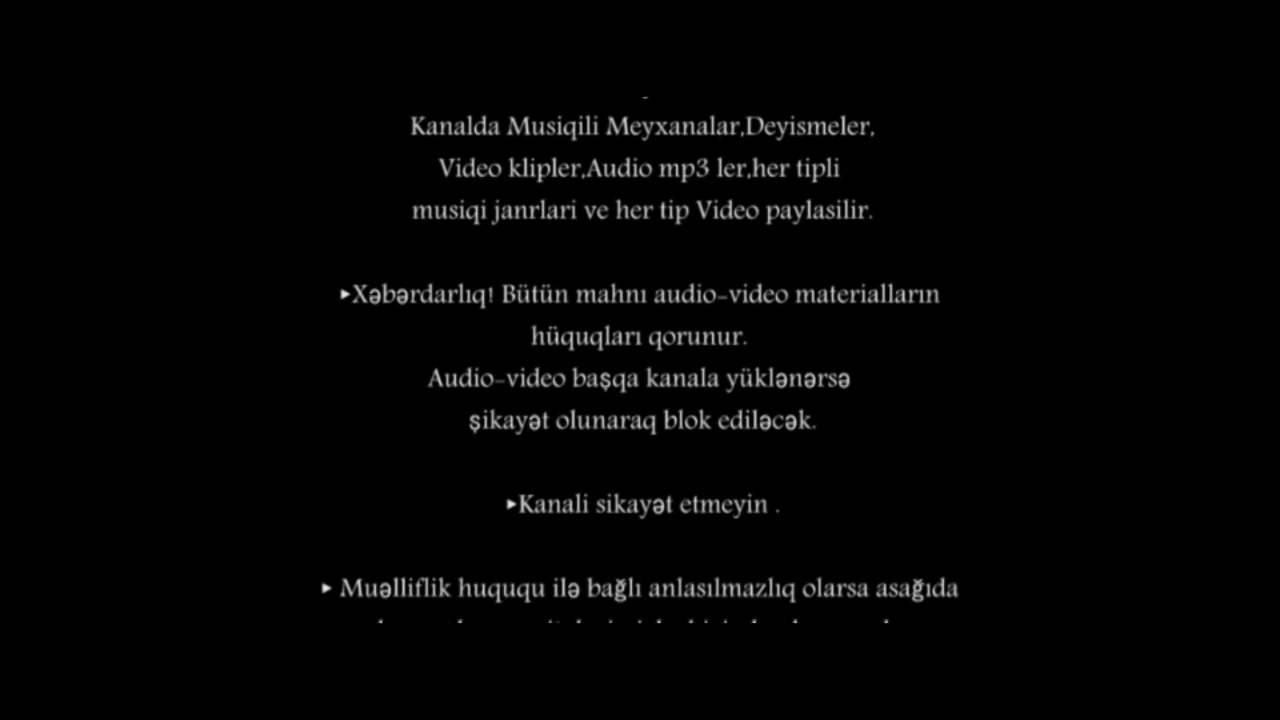 Kanalda Musiqili Meyxanalar,Deyismeler,
Video klipler,Audio mp3 ler,her tipli
musiqi janrlari ve her tip Video paylasilir.
▸Xəbərdarlıq! Bütün mahnı audio-video materialların
hüquqları qorunur.
Audio-video başqa kanala yüklənərsə
şikayət olunaraq blok ediləcək.
▸Kanali sikayət etmeyin .
▸ Muəlliflik huququ ilə bağlı anlasılmazlıq olarsa asağıda